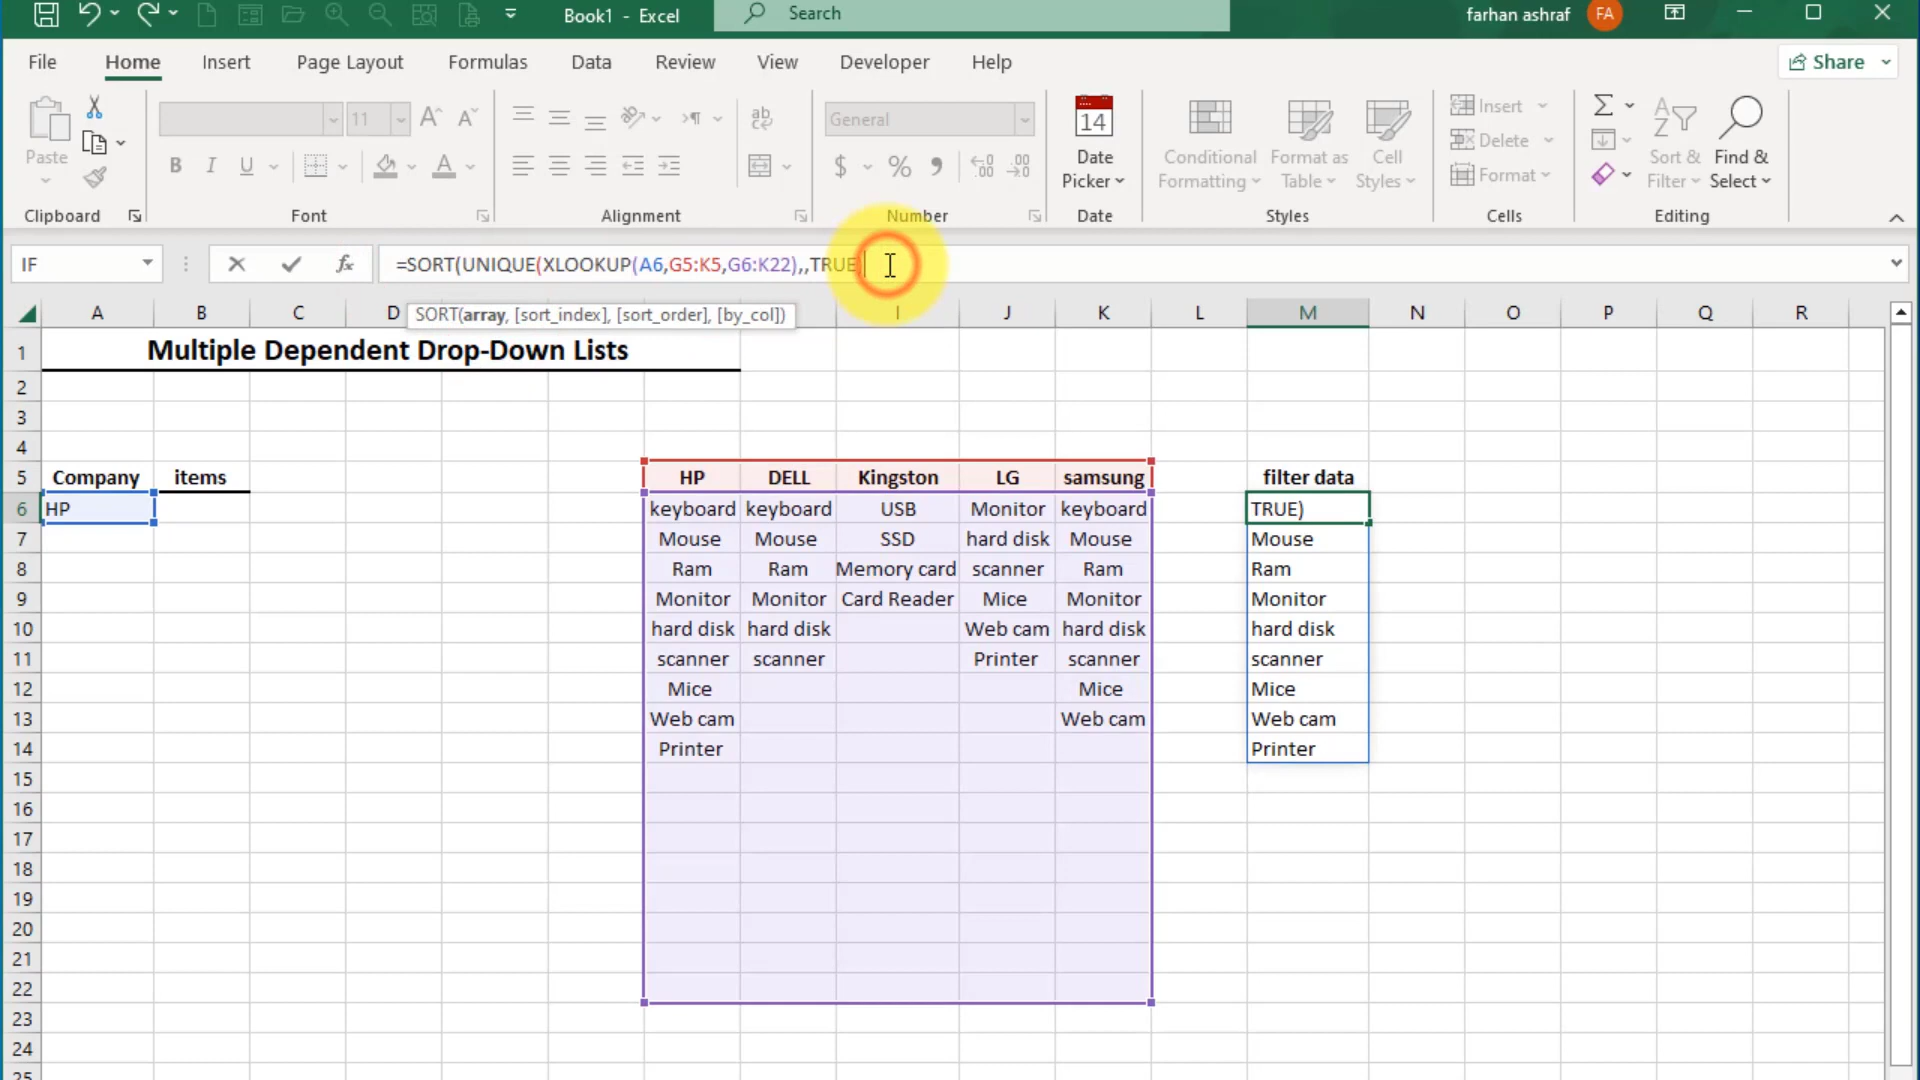 Book1 - Excel
Search
farhan ashraf
FA
File Home Insert Page Layout Formulas Data Review View Developer Help
Share
Paste
11
ab
General
14
Date Picker
Conditional Formatting
Format as Table
Cell Styles
Insert
Delete
Format
Sort & Filter
Find & Select
B I U
A
$ % 9
Clipboard Font Alignment Number Date Styles Cells Editing
IF
fx
=SORT(UNIQUE(XLOOKUP(A6,G5:K5,G6:K22),,TRUE)
SORT(array, [sort_index], [sort_order], [by_col])
A B C D I J K L M N O P Q R
1 Multiple Dependent Drop-Down Lists
2
3
4
5 Company items HP DELL Kingston LG samsung filter data
6 HP keyboard keyboard USB Monitor keyboard TRUE)
7 Mouse Mouse SSD hard disk Mouse Mouse
8 Ram Ram Memory card scanner Ram Ram
9 Monitor Monitor Card Reader Mice Monitor Monitor
10 hard disk hard disk Web cam hard disk hard disk
11 scanner scanner Printer scanner scanner
12 Mice Mice Mice
13 Web cam Web cam Web cam
14 Printer Printer
15
16
17
18
19
20
21
22
23
24
25